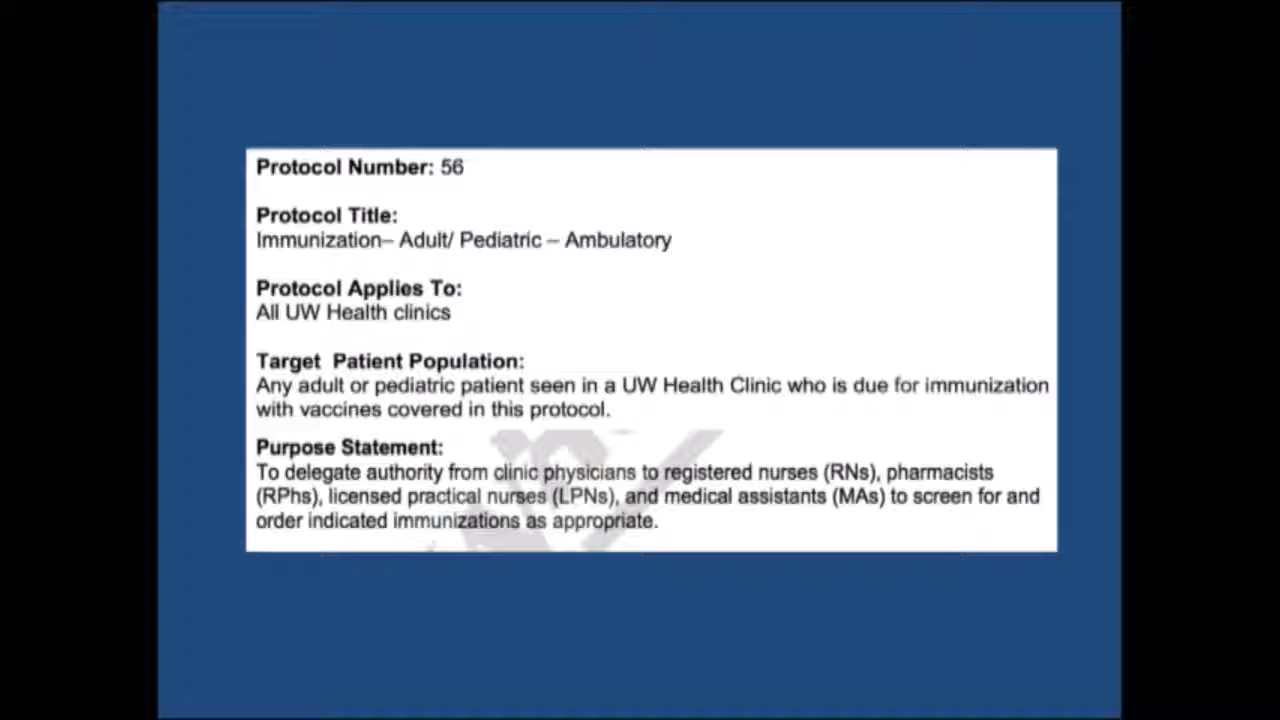 Protocol Number: 56
Protocol Title:
Immunization– Adult/ Pediatric – Ambulatory
Protocol Applies To:
All UW Health clinics
Target Patient Population:
Any adult or pediatric patient seen in a UW Health Clinic who is due for immunization
with vaccines covered in this protocol.
Purpose Statement:
To delegate authority from clinic physicians to registered nurses (RNs), pharmacists
(RPhs), licensed practical nurses (LPNs), and medical assistants (MAs) to screen for and
order indicated immunizations as appropriate.